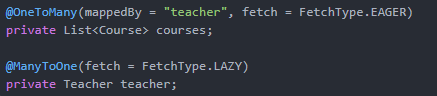 @OneToMany(mappedBy = "teacher", fetch = FetchType.EAGER)
private List<Course> courses;
@ManyToOne(fetch = FetchType.LAZY)
private Teacher teacher;